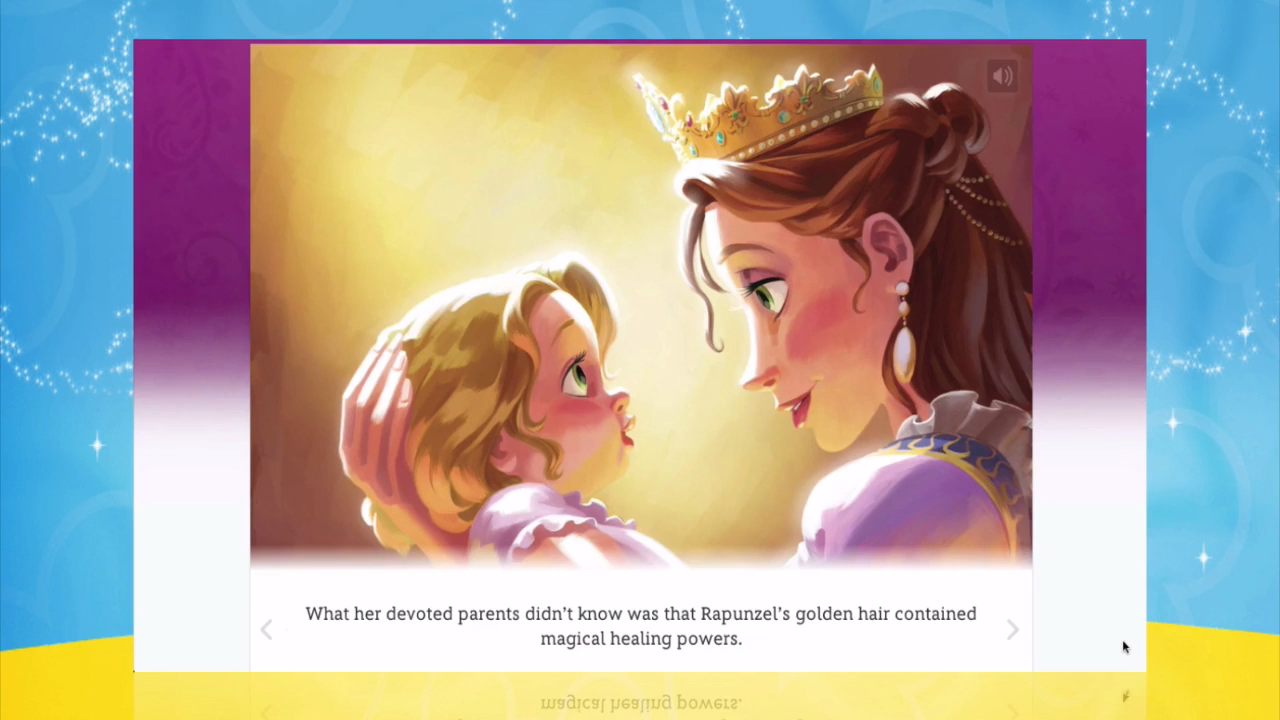 What her devoted parents didn’t know was that Rapunzel’s golden hair contained
magical healing powers.